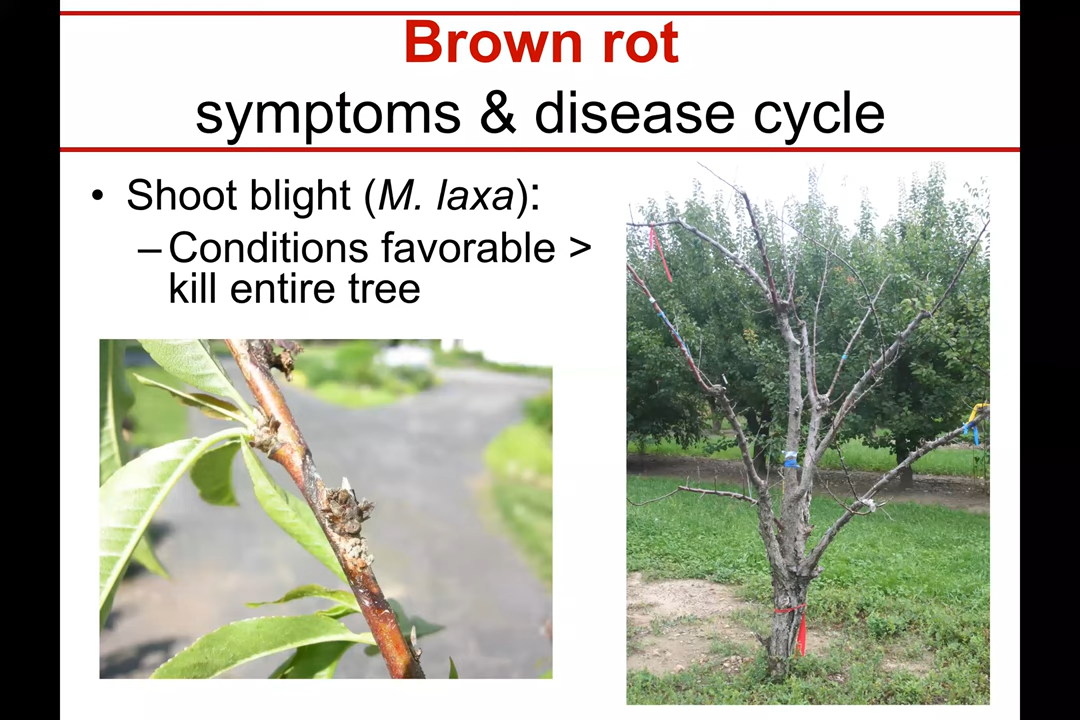 Brown rot
symptoms & disease cycle
• Shoot blight (M. laxa):
– Conditions favorable >
kill entire tree